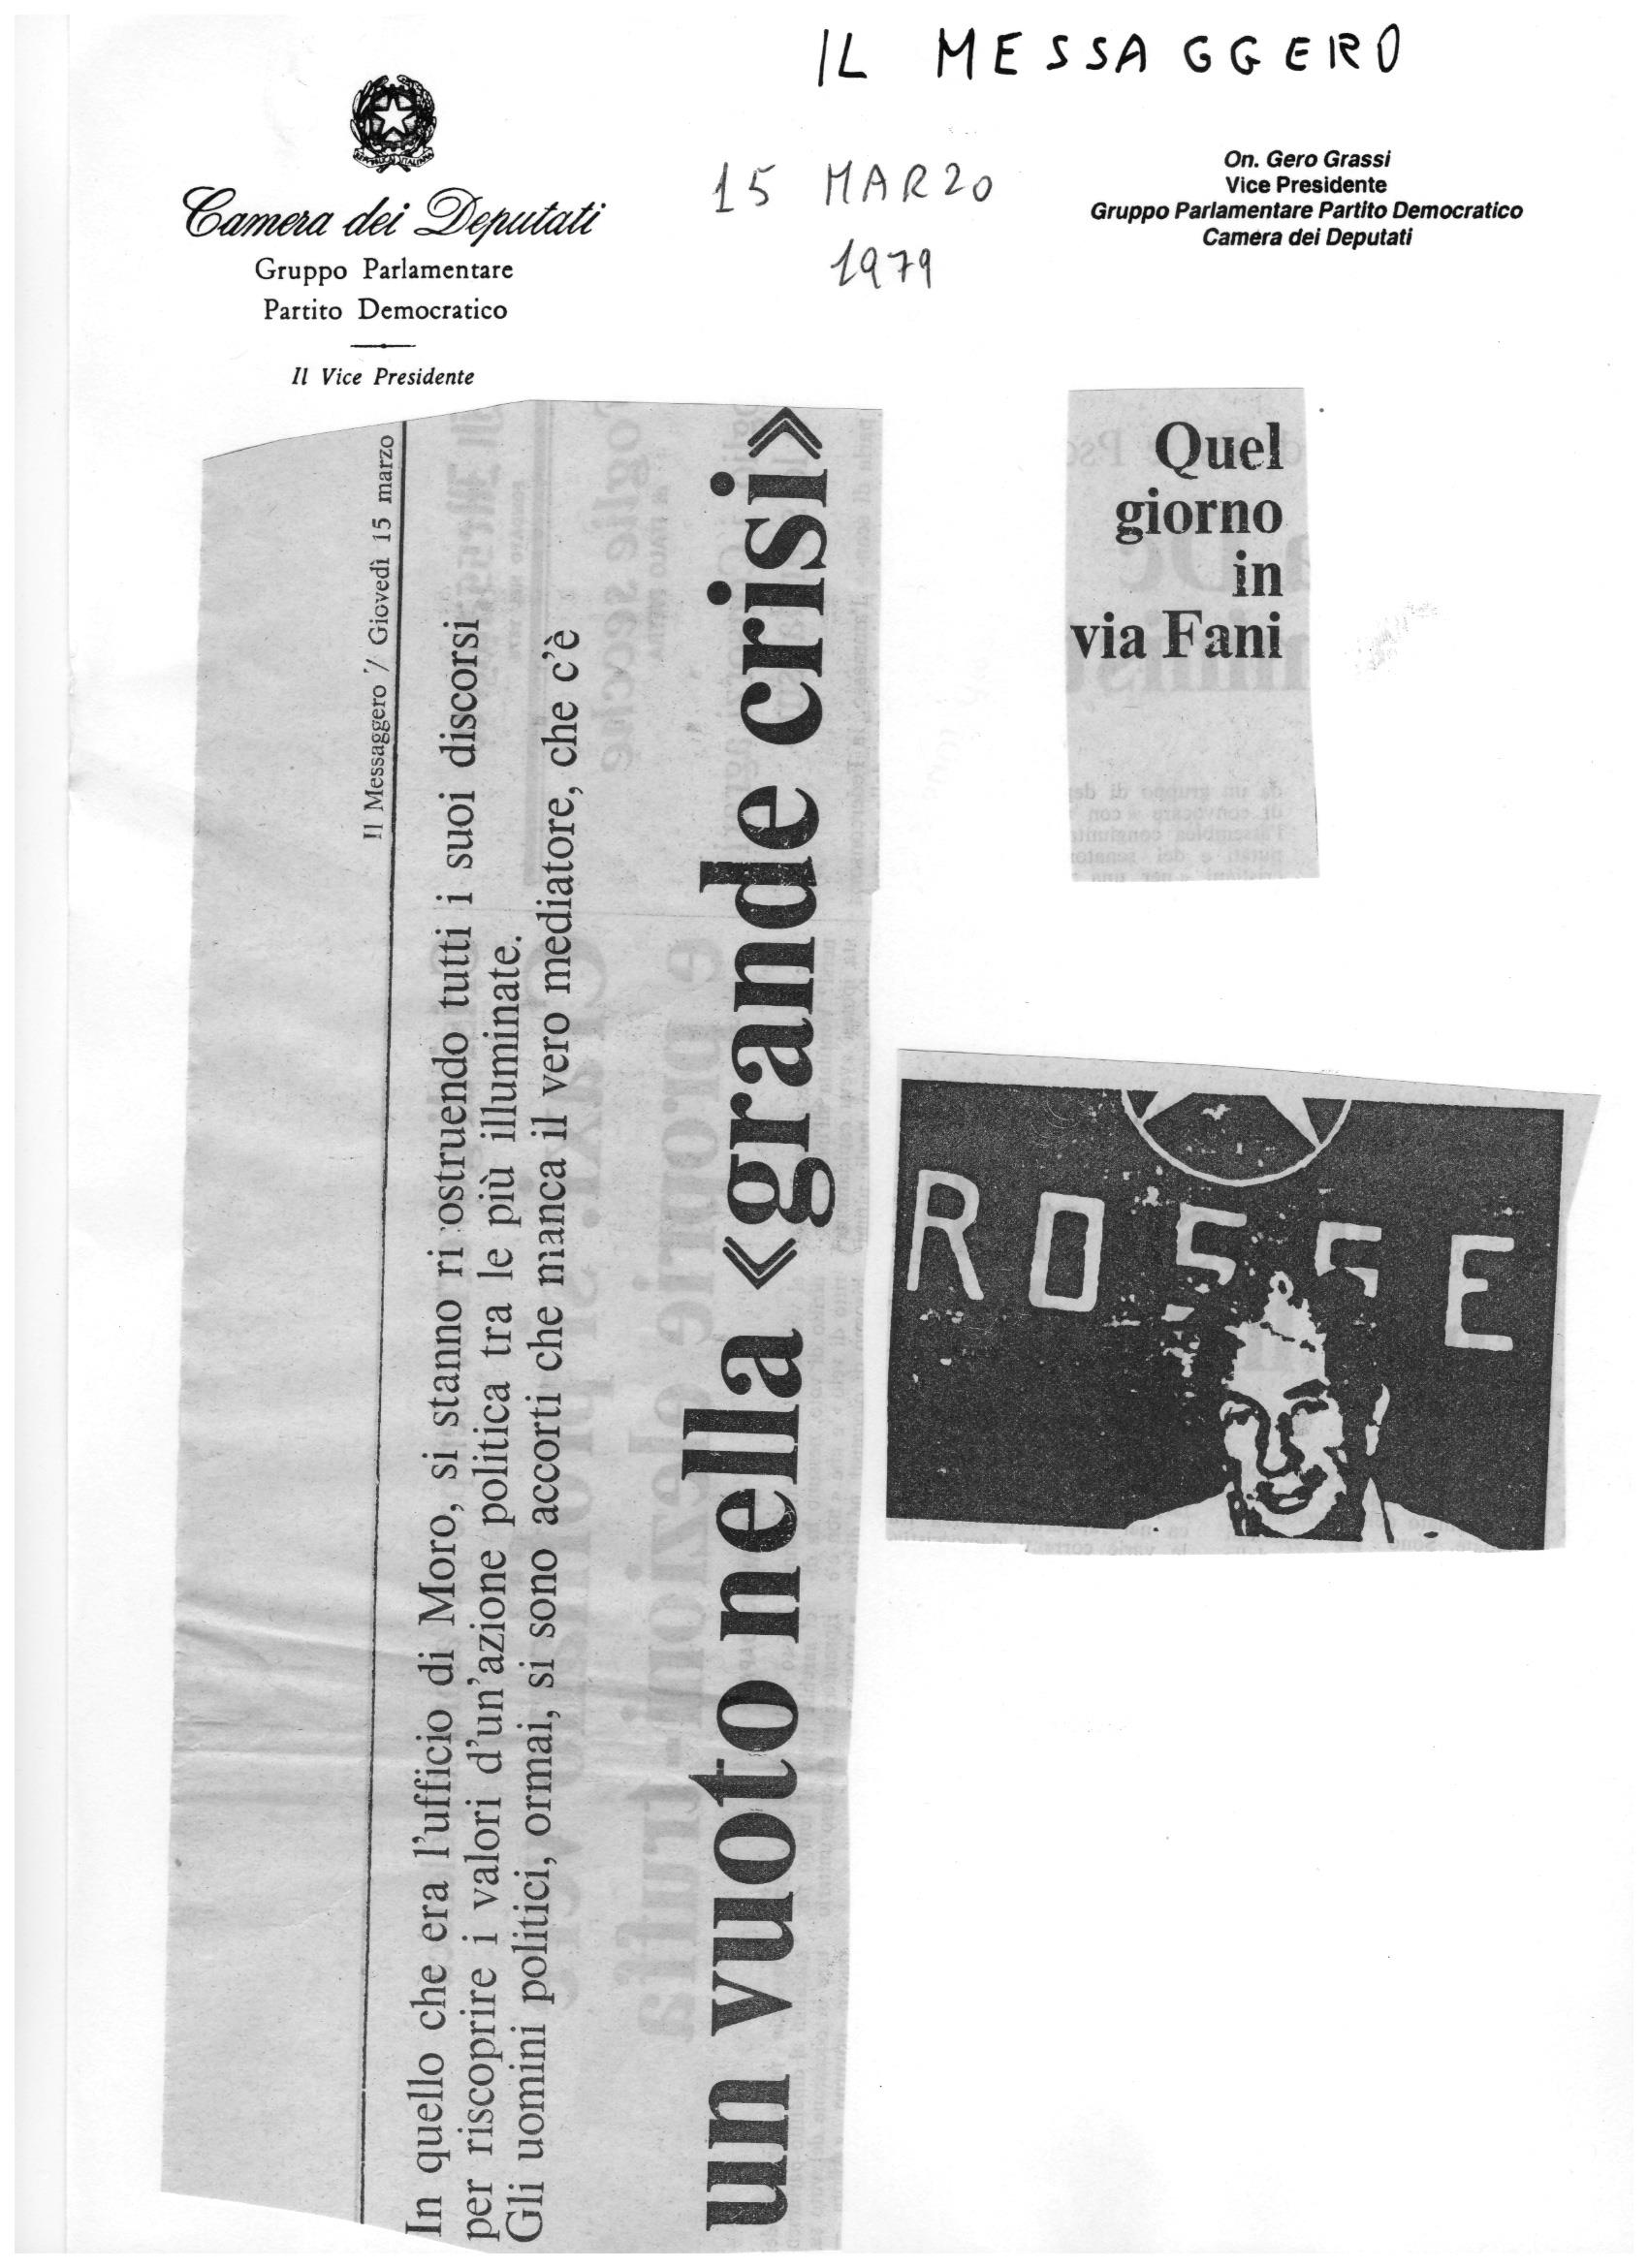 IL MESSAGGERO
15 MARZO
1979
REPVBBLICA ITALIANA
Camera dei Deputati
Gruppo Parlamentare
Partito Democratico
Il Vice Presidente
On. Gero Grassi
Vice Presidente
Gruppo Parlamentare Partito Democratico
Camera dei Deputati
Il Messaggero / Giovedì 15 marzo
In quello che era l'ufficio di Moro, si stanno ricostruendo tutti i suoi discorsi
per riscoprire i valori d'un'azione politica tra le più illuminate.
Gli uomini politici, ormai, si sono accorti che manca il vero mediatore, che c'è
un vuoto nella «grande crisi»
Quel
giorno
in
via Fani
ROSSE